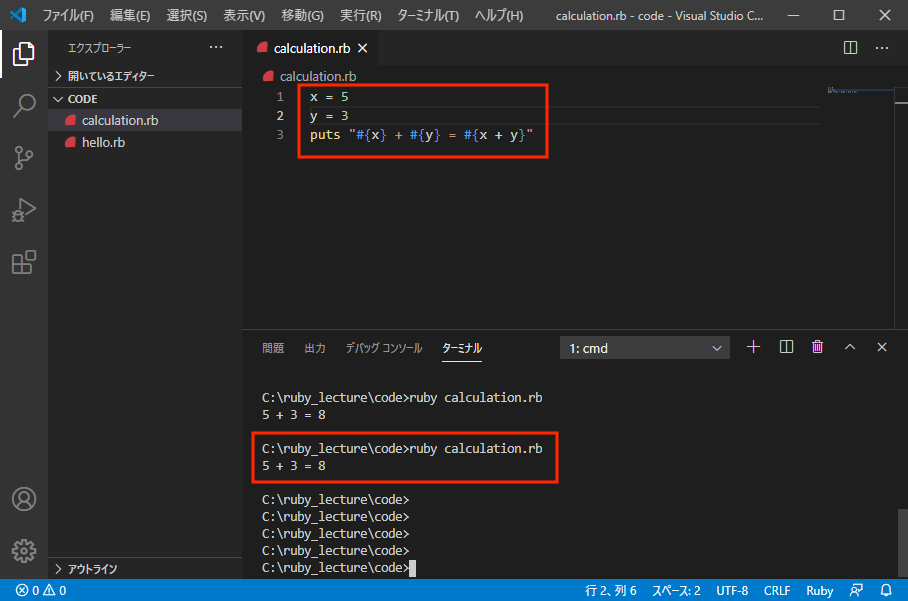 ファイル(F) 編集(E) 選択(S) 表示(V) 移動(G) 実行(R) ターミナル(T) ヘルプ(H) calculation.rb - code - Visual Studio C...
エクスプローラー
開いているエディター
CODE
calculation.rb
hello.rb
アウトライン
calculation.rb
calculation.rb
1 x = 5
2 y = 3
3 puts "#{x} + #{y} = #{x + y}"
問題 出力 デバッグ コンソール ターミナル 1: cmd
C:\ruby_lecture\code>ruby calculation.rb
5 + 3 = 8
C:\ruby_lecture\code>ruby calculation.rb
5 + 3 = 8
C:\ruby_lecture\code>
C:\ruby_lecture\code>
C:\ruby_lecture\code>
C:\ruby_lecture\code>
C:\ruby_lecture\code>
0 0 行 2、列 6 スペース: 2 UTF-8 CRLF Ruby